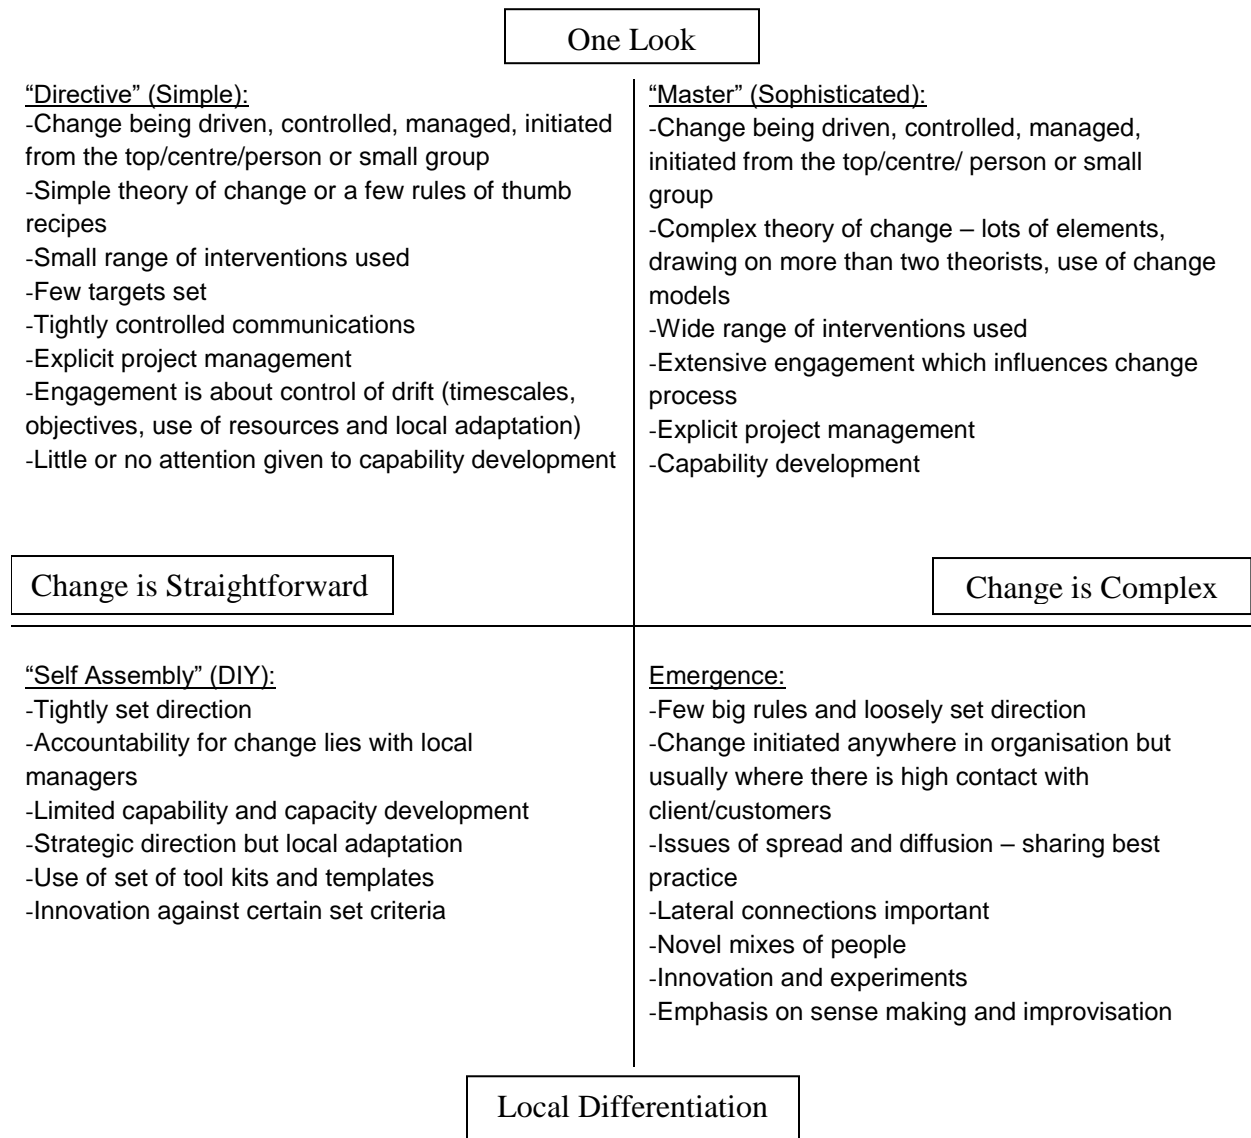 One Look
“Directive” (Simple):
-Change being driven, controlled, managed, initiated
from the top/centre/person or small group
-Simple theory of change or a few rules of thumb
recipes
-Small range of interventions used
-Few targets set
-Tightly controlled communications
-Explicit project management
-Engagement is about control of drift (timescales,
objectives, use of resources and local adaptation)
-Little or no attention given to capability development
“Master” (Sophisticated):
-Change being driven, controlled, managed,
initiated from the top/centre/ person or small
group
-Complex theory of change – lots of elements,
drawing on more than two theorists, use of change
models
-Wide range of interventions used
-Extensive engagement which influences change
process
-Explicit project management
-Capability development
Change is Straightforward
Change is Complex
“Self Assembly” (DIY):
-Tightly set direction
-Accountability for change lies with local
managers
-Limited capability and capacity development
-Strategic direction but local adaptation
-Use of set of tool kits and templates
-Innovation against certain set criteria
Emergence:
-Few big rules and loosely set direction
-Change initiated anywhere in organisation but
usually where there is high contact with
client/customers
-Issues of spread and diffusion – sharing best
practice
-Lateral connections important
-Novel mixes of people
-Innovation and experiments
-Emphasis on sense making and improvisation
Local Differentiation